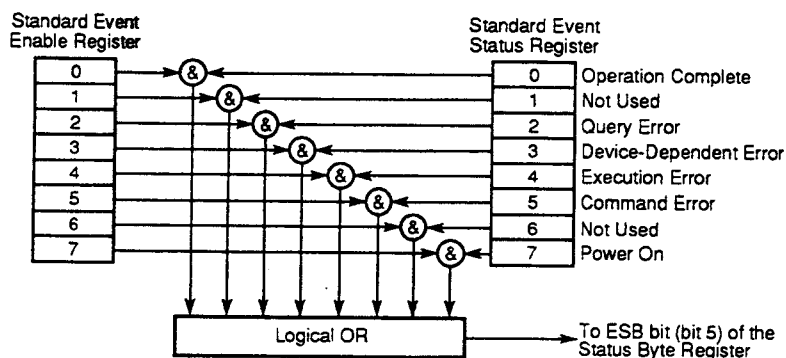 Standard Event
Enable Register
Standard Event
Status Register
0 & 0 Operation Complete
1 & 1 Not Used
2 & 2 Query Error
3 & 3 Device-Dependent Error
4 & 4 Execution Error
5 & 5 Command Error
6 & 6 Not Used
7 & 7 Power On
Logical OR
To ESB bit (bit 5) of the
Status Byte Register